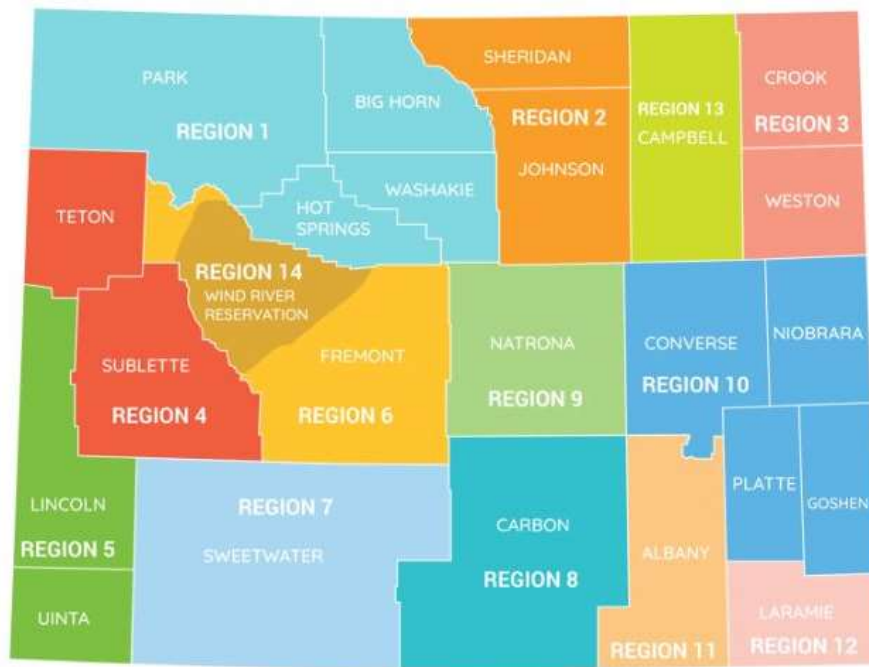 PARK
REGION 1
BIG HORN
SHERIDAN
REGION 2
JOHNSON
REGION 13
CAMPBELL
CROOK
REGION 3
WESTON
WASHAKIE
HOT
SPRINGS
TETON
REGION 14
WIND RIVER
RESERVATION
SUBLETTE
REGION 4
FREMONT
REGION 6
NATRONA
REGION 9
CONVERSE
REGION 10
NIOBRARA
PLATTE
GOSHEN
LINCOLN
REGION 5
UINTA
REGION 7
SWEETWATER
CARBON
REGION 8
ALBANY
REGION 11
LARAMIE
REGION 12